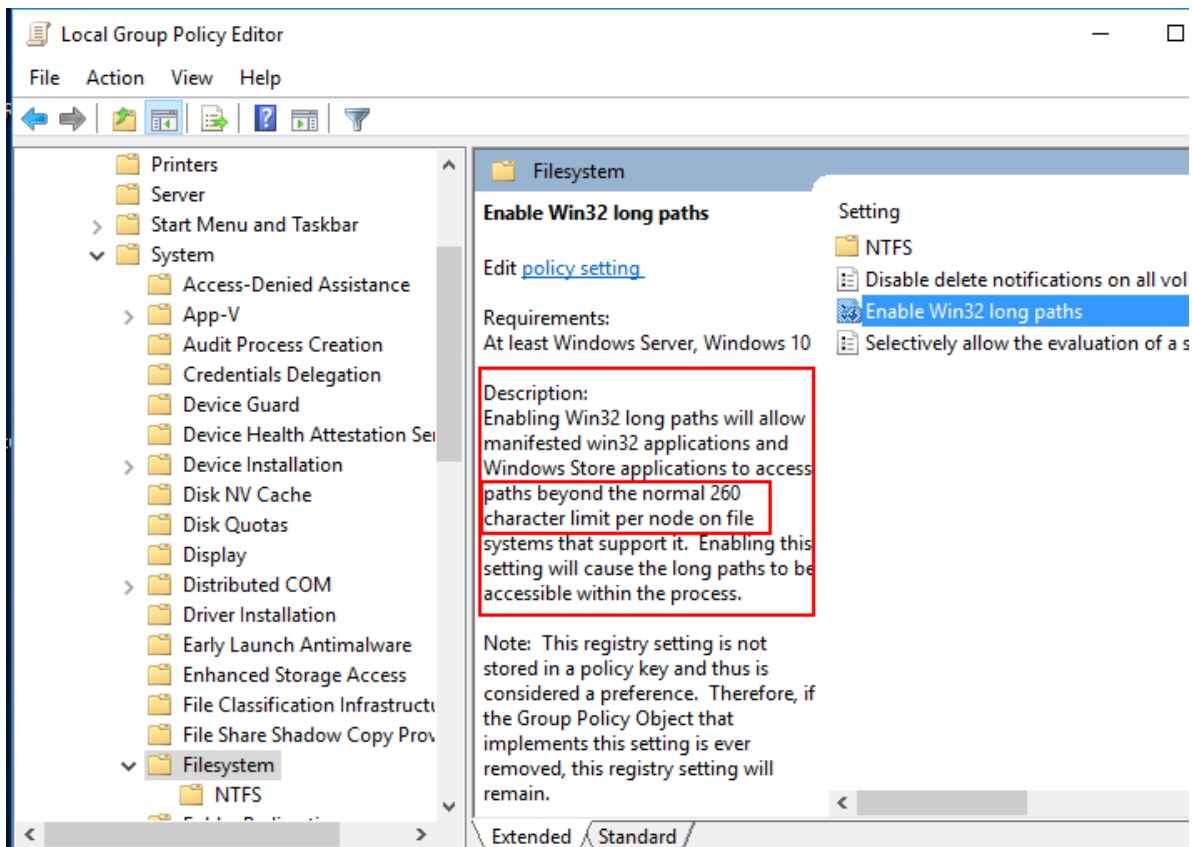 Local Group Policy Editor
File Action View Help
Printers
Server
Start Menu and Taskbar
System
Access-Denied Assistance
App-V
Audit Process Creation
Credentials Delegation
Device Guard
Device Health Attestation Ser
Device Installation
Disk NV Cache
Disk Quotas
Display
Distributed COM
Driver Installation
Early Launch Antimalware
Enhanced Storage Access
File Classification Infrastructu
File Share Shadow Copy Prov
Filesystem
NTFS
Filesystem
Enable Win32 long paths
Edit policy setting
Requirements:
At least Windows Server, Windows 10
Description:
Enabling Win32 long paths will allow
manifested win32 applications and
Windows Store applications to access
paths beyond the normal 260
character limit per node on file
systems that support it.  Enabling this
setting will cause the long paths to be
accessible within the process.
Note:  This registry setting is not
stored in a policy key and thus is
considered a preference.  Therefore, if
the Group Policy Object that
implements this setting is ever
removed, this registry setting will
remain.
Setting
NTFS
Disable delete notifications on all vol
Enable Win32 long paths
Selectively allow the evaluation of a s
Extended Standard